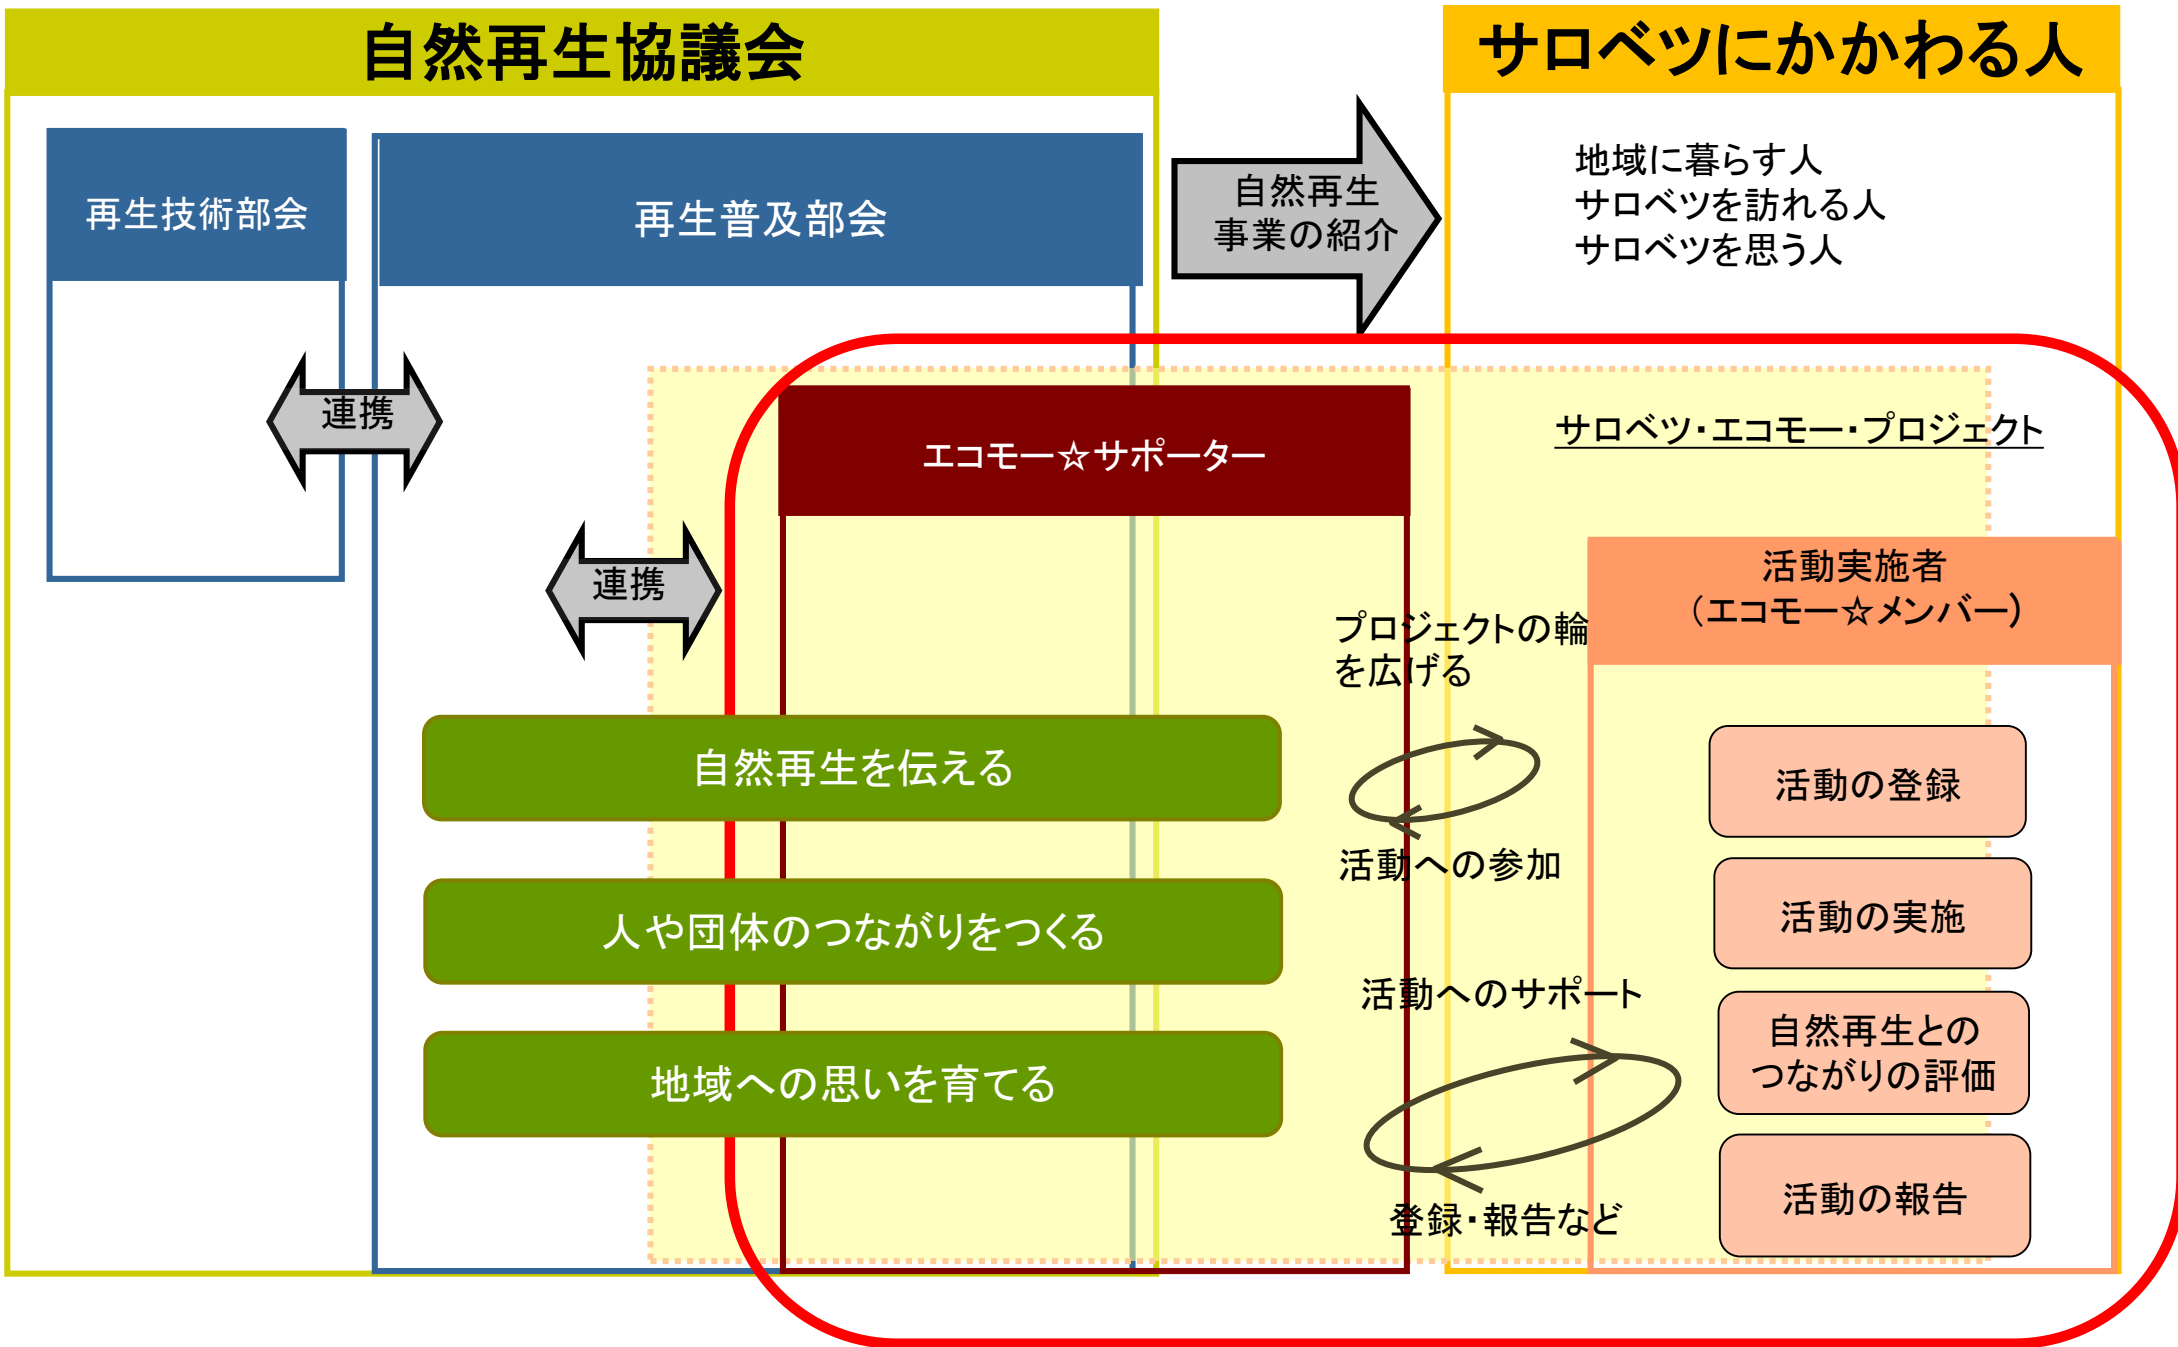 自然再生協議会
サロベツにかかわる人
再生技術部会
再生普及部会
自然再生
事業の紹介
地域に暮らす人
サロベツを訪れる人
サロベツを思う人
連携
エコモー☆サポーター
サロベツ・エコモー・プロジェクト
連携
活動実施者
（エコモー☆メンバー）
プロジェクトの輪
を広げる
自然再生を伝える
活動の登録
活動への参加
人や団体のつながりをつくる
活動の実施
活動へのサポート
自然再生との
つながりの評価
地域への思いを育てる
活動の報告
登録・報告など